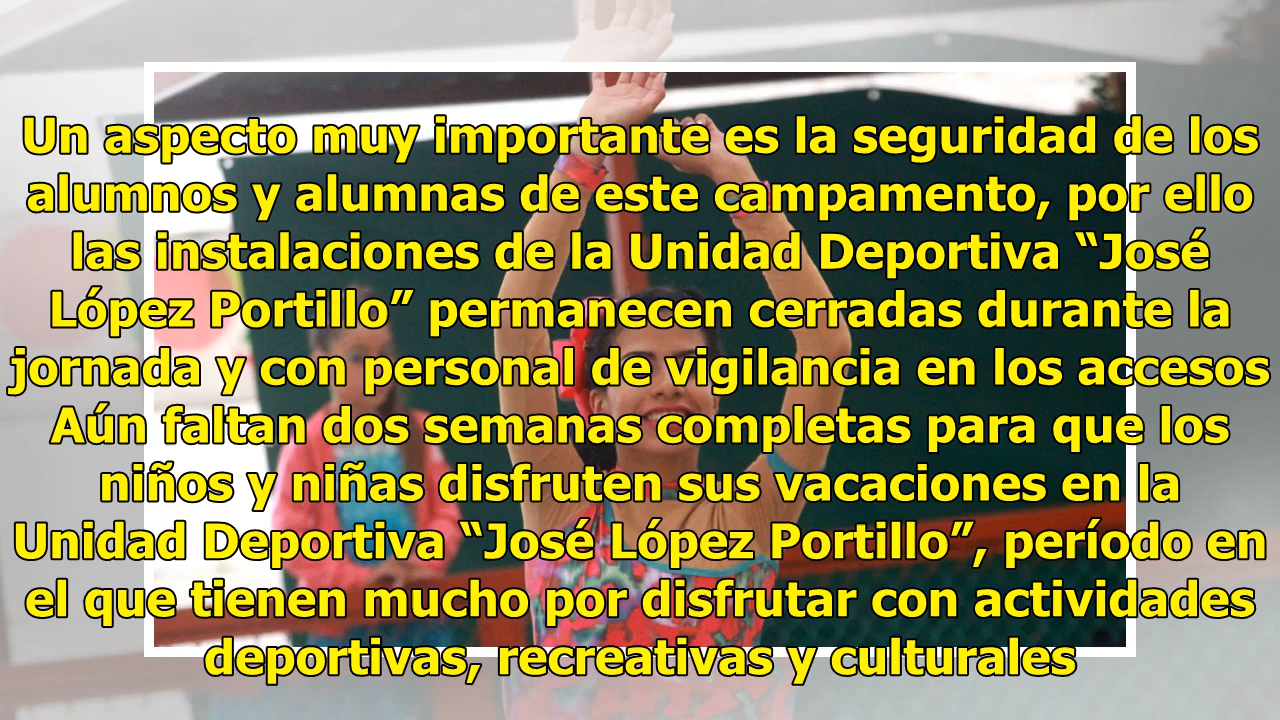 Un aspecto muy importante es la seguridad de los
alumnos y alumnas de este campamento, por ello
las instalaciones de la Unidad Deportiva “José
López Portillo” permanecen cerradas durante la
jornada y con personal de vigilancia en los accesos
Aún faltan dos semanas completas para que los
niños y niñas disfruten sus vacaciones en la
Unidad Deportiva “José López Portillo”, período en
el que tienen mucho por disfrutar con actividades
deportivas, recreativas y culturales